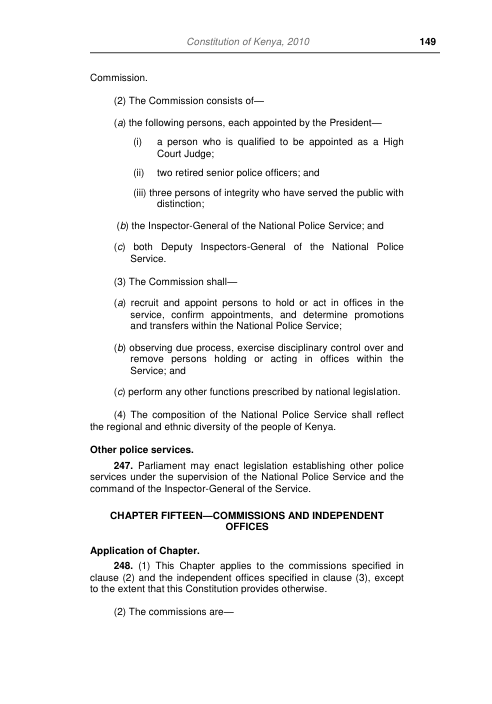 Constitution of Kenya, 2010 149
Commission.
(2) The Commission consists of—
(a) the following persons, each appointed by the President—
(i) a person who is qualified to be appointed as a High
Court Judge;
(ii) two retired senior police officers; and
(iii) three persons of integrity who have served the public with
distinction;
(b) the Inspector-General of the National Police Service; and
(c) both Deputy Inspectors-General of the National Police
Service.
(3) The Commission shall—
(a) recruit and appoint persons to hold or act in offices in the
service, confirm appointments, and determine promotions
and transfers within the National Police Service;
(b) observing due process, exercise disciplinary control over and
remove persons holding or acting in offices within the
Service; and
(c) perform any other functions prescribed by national legislation.
(4) The composition of the National Police Service shall reflect
the regional and ethnic diversity of the people of Kenya.
Other police services.
247. Parliament may enact legislation establishing other police
services under the supervision of the National Police Service and the
command of the Inspector-General of the Service.
CHAPTER FIFTEEN—COMMISSIONS AND INDEPENDENT
OFFICES
Application of Chapter.
248. (1) This Chapter applies to the commissions specified in
clause (2) and the independent offices specified in clause (3), except
to the extent that this Constitution provides otherwise.
(2) The commissions are—